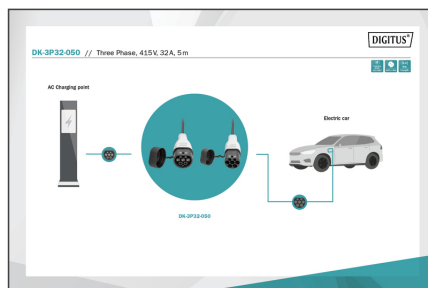 DIGITUS®
DK-3P32-050 // Three Phase, 415V, 32A, 5m
AC Charging point
Electric car
DK-3P32-050